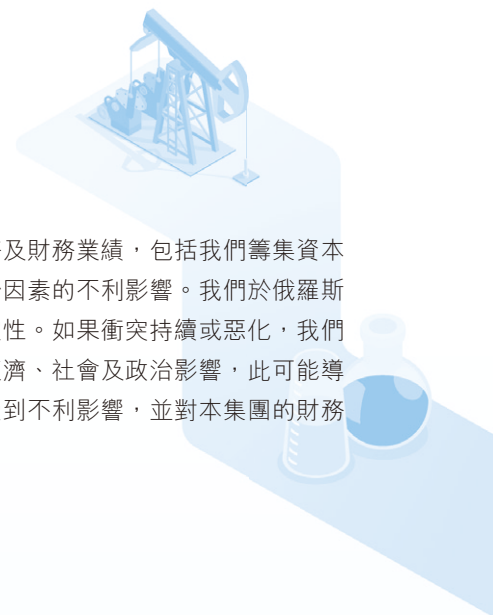 及財務業績，包括我們籌集資本
因素的不利影響。我們於俄羅斯
性。如果衝突持續或惡化，我們
濟、社會及政治影響，此可能導
到不利影響，並對本集團的財務